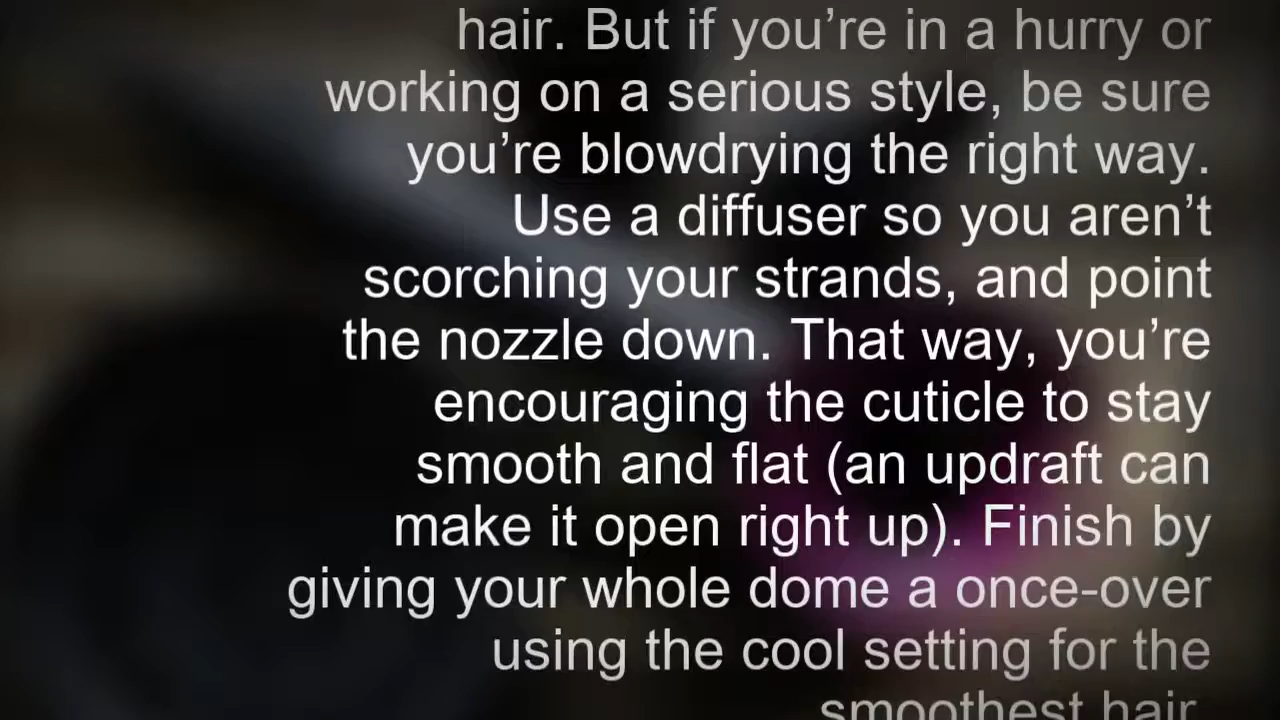 hair. But if you’re in a hurry or
working on a serious style, be sure
you’re blowdrying the right way.
Use a diffuser so you aren’t
scorching your strands, and point
the nozzle down. That way, you’re
encouraging the cuticle to stay
smooth and flat (an updraft can
make it open right up). Finish by
giving your whole dome a once-over
using the cool setting for the
smoothest hair.